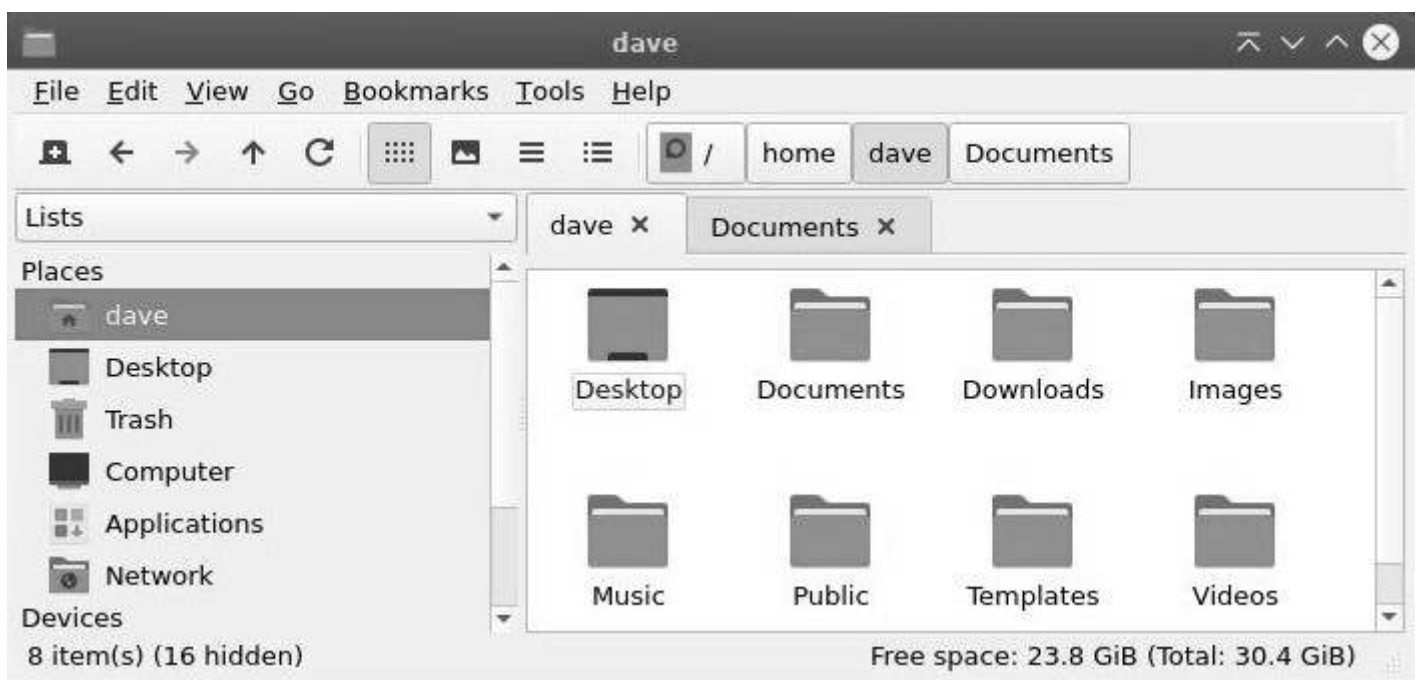 dave
File Edit View Go Bookmarks Tools Help
/ home dave Documents
Lists
dave Documents
Places
dave
Desktop
Trash
Computer
Applications
Network
Devices
Desktop Documents Downloads Images
Music Public Templates Videos
8 item(s) (16 hidden) Free space: 23.8 GiB (Total: 30.4 GiB)